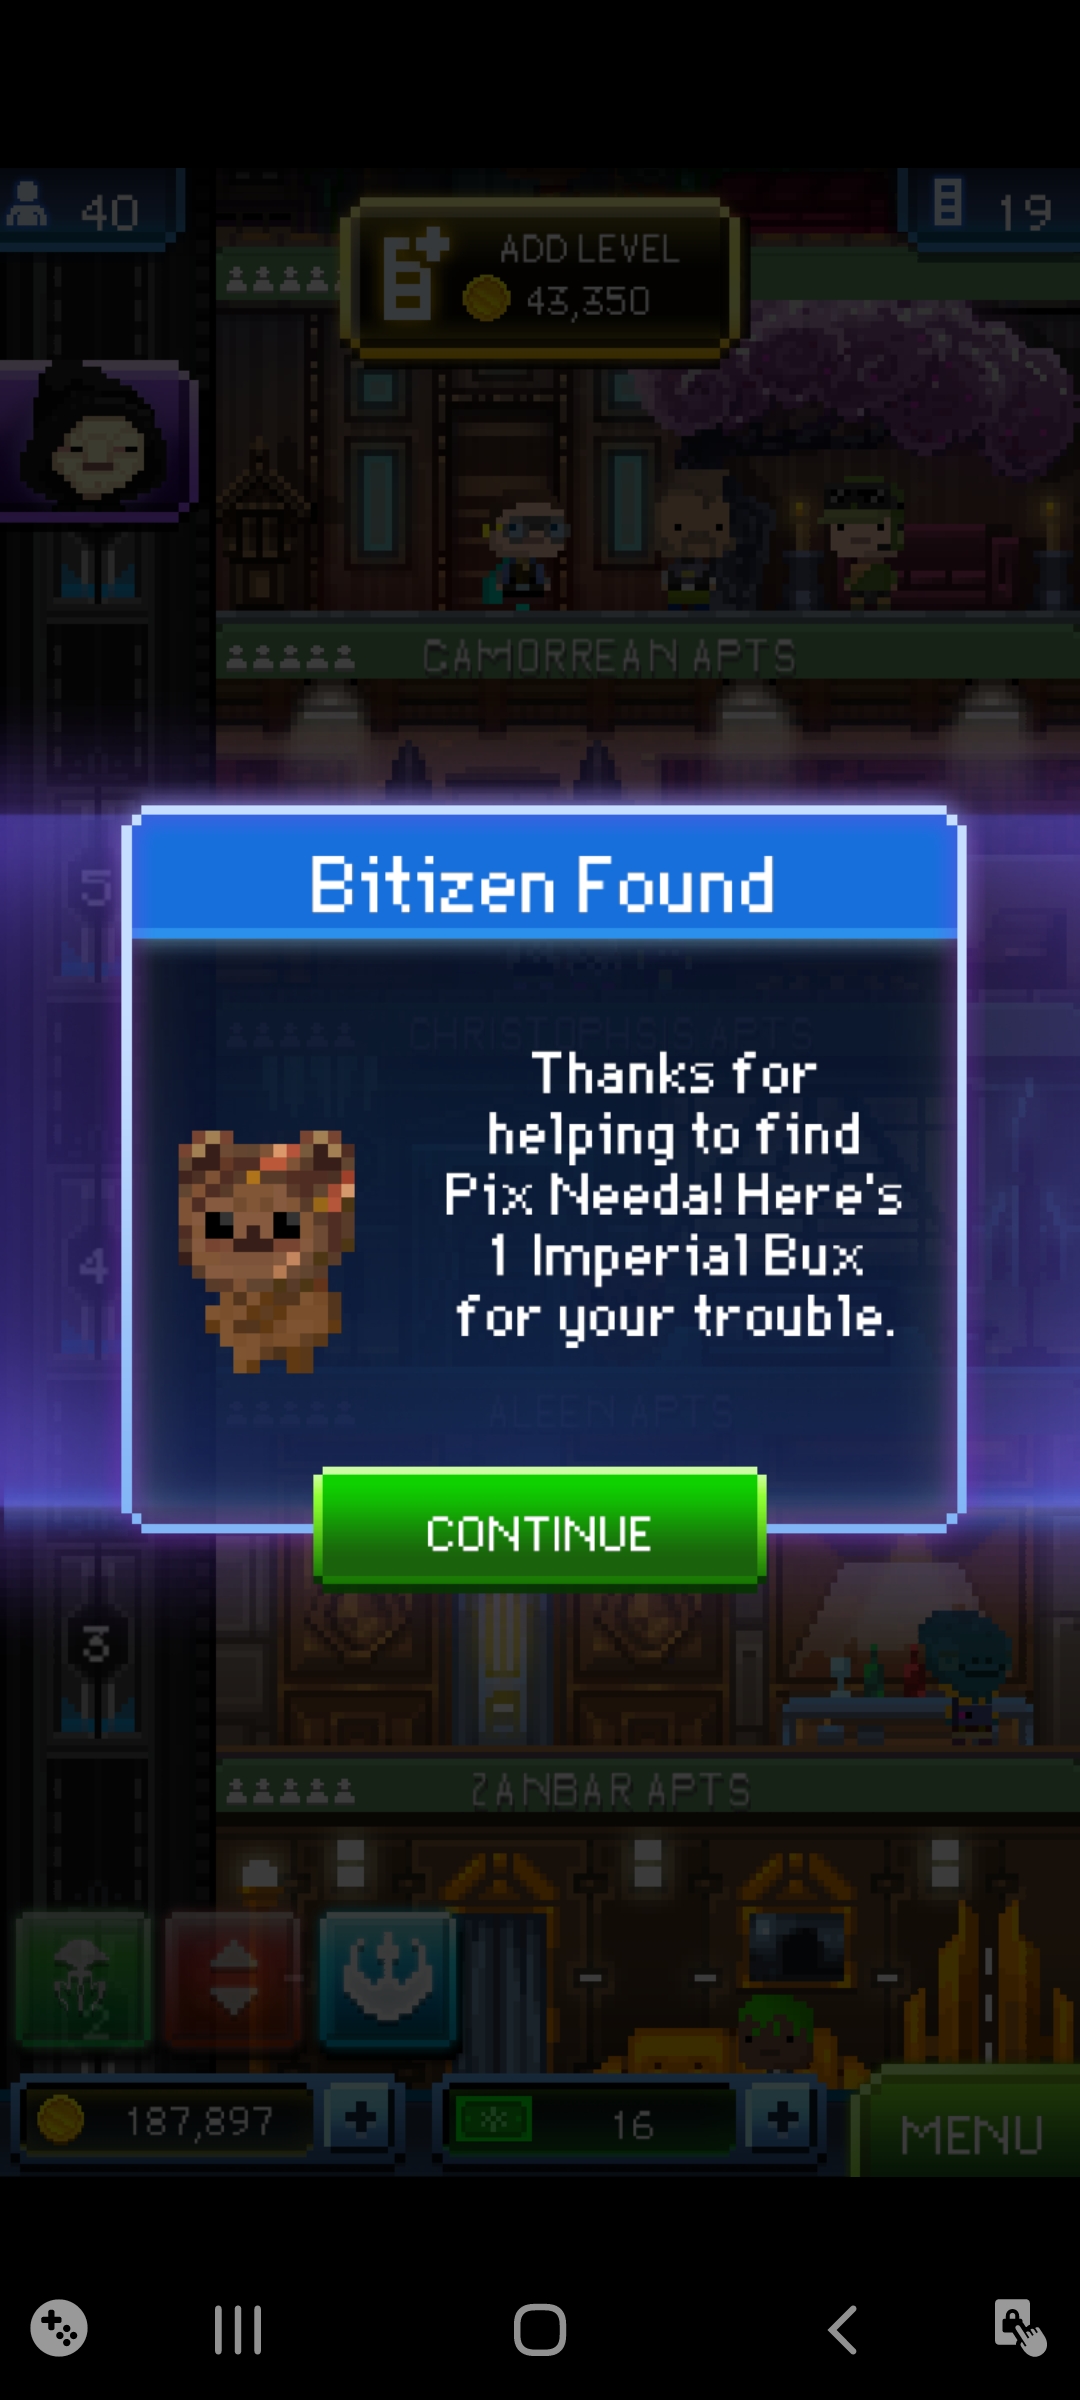 40
19
ADD LEVEL
43,350
CAMORREAN APTS
Bitizen Found
5
CHRISTOPHSIS APTS
Thanks for
helping to find
Pix Needa! Here's
1 Imperial Bux
for your trouble.
4
ALEEN APTS
CONTINUE
3
ZANBAR APTS
2
187,897
16
MENU